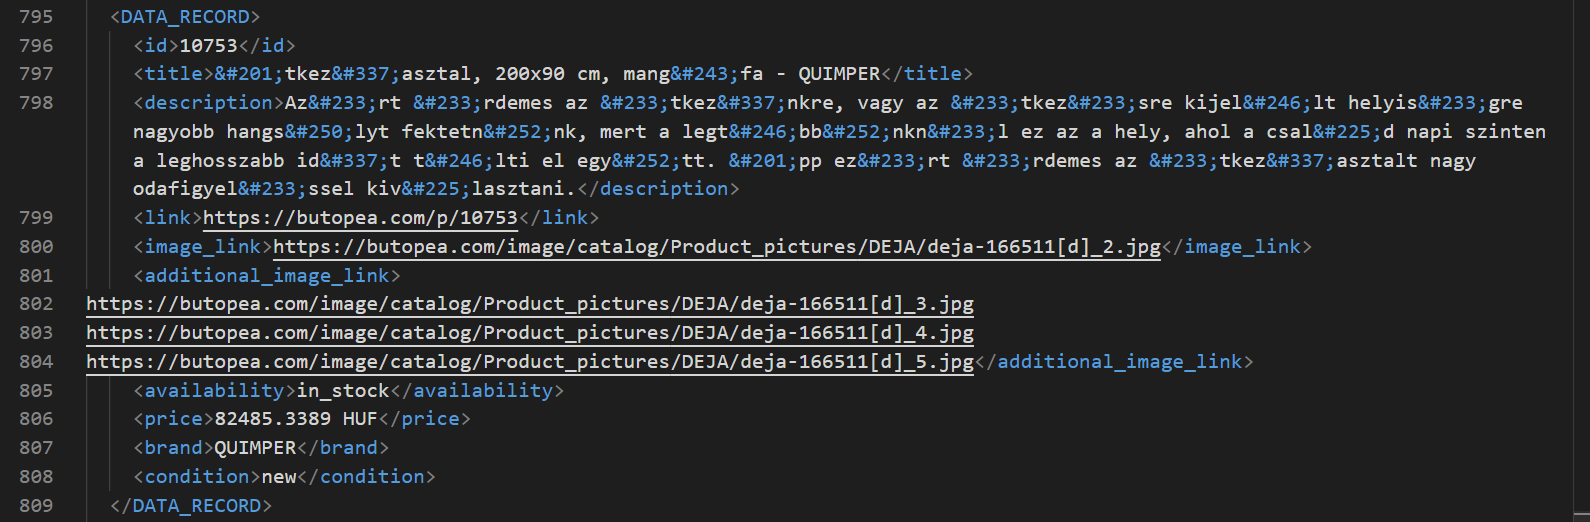 795 <DATA_RECORD>
796 <id>10753</id>
797 <title>&#201;tkez&#337;asztal, 200x90 cm, mang&#243;fa - QUIMPER</title>
798 <description>Az&#233;rt &#233;rdemes az &#233;tkez&#337;nkre, vagy az &#233;tkez&#233;sre kijel&#246;lt helyis&#233;gre
nagyobb hangs&#250;lyt fektetn&#252;nk, mert a legt&#246;bb&#252;nkn&#233;l ez az a hely, ahol a csal&#225;d napi szinten
a leghosszabb id&#337;t t&#246;lti el egy&#252;tt. &#201;pp ez&#233;rt &#233;rdemes az &#233;tkez&#337;asztalt nagy
odafigyel&#233;ssel kiv&#225;lasztani.</description>
799 <link>https://butopea.com/p/10753</link>
800 <image_link>https://butopea.com/image/catalog/Product_pictures/DEJA/deja-166511[d]_2.jpg</image_link>
801 <additional_image_link>
802 https://butopea.com/image/catalog/Product_pictures/DEJA/deja-166511[d]_3.jpg
803 https://butopea.com/image/catalog/Product_pictures/DEJA/deja-166511[d]_4.jpg
804 https://butopea.com/image/catalog/Product_pictures/DEJA/deja-166511[d]_5.jpg</additional_image_link>
805 <availability>in_stock</availability>
806 <price>82485.3389 HUF</price>
807 <brand>QUIMPER</brand>
808 <condition>new</condition>
809 </DATA_RECORD>